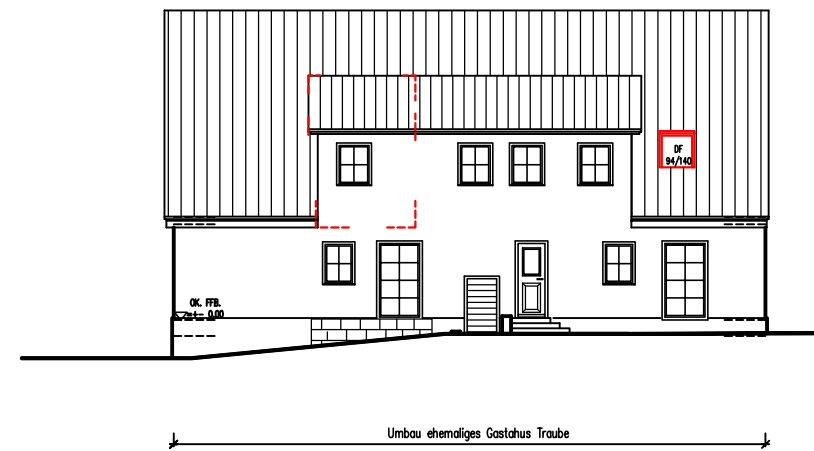 DF
94/140
OK. FFB.
=+- 0.00
Umbau ehemaliges Gastahus Traube